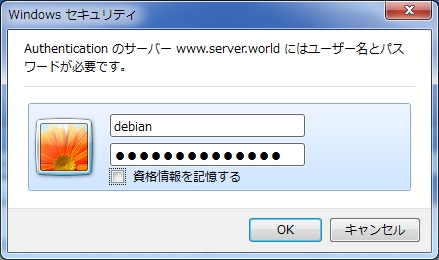 Windows セキュリティ
Authentication のサーバー www.server.world にはユーザー名とパス
ワードが必要です。
debian
●●●●●●●●●●●●●●
資格情報を記憶する
OK
キャンセル